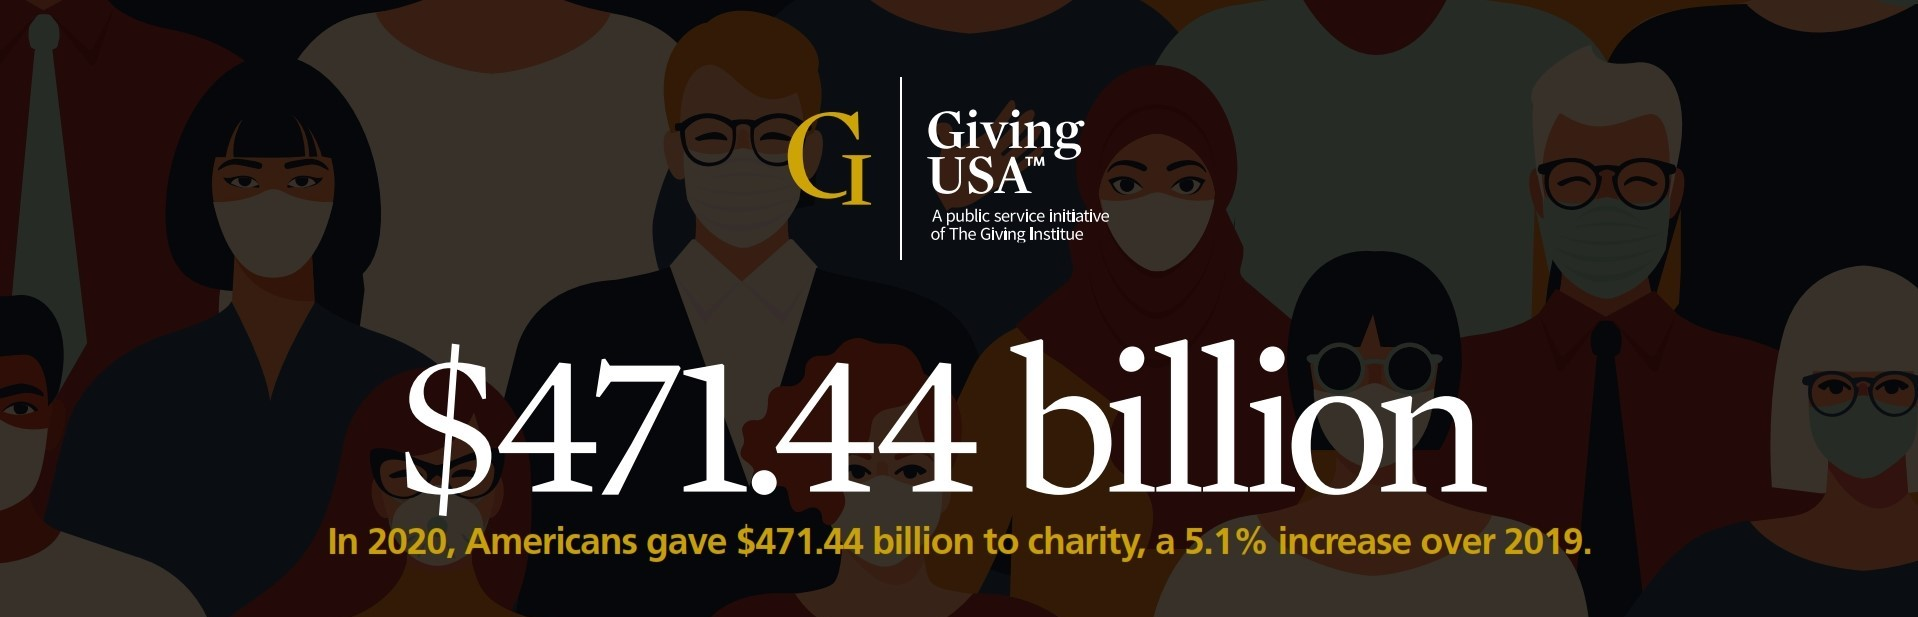 G
Giving
USA™
A public service initiative
of The Giving Institue
$471.44 billion
In 2020, Americans gave $471.44 billion to charity, a 5.1% increase over 2019.